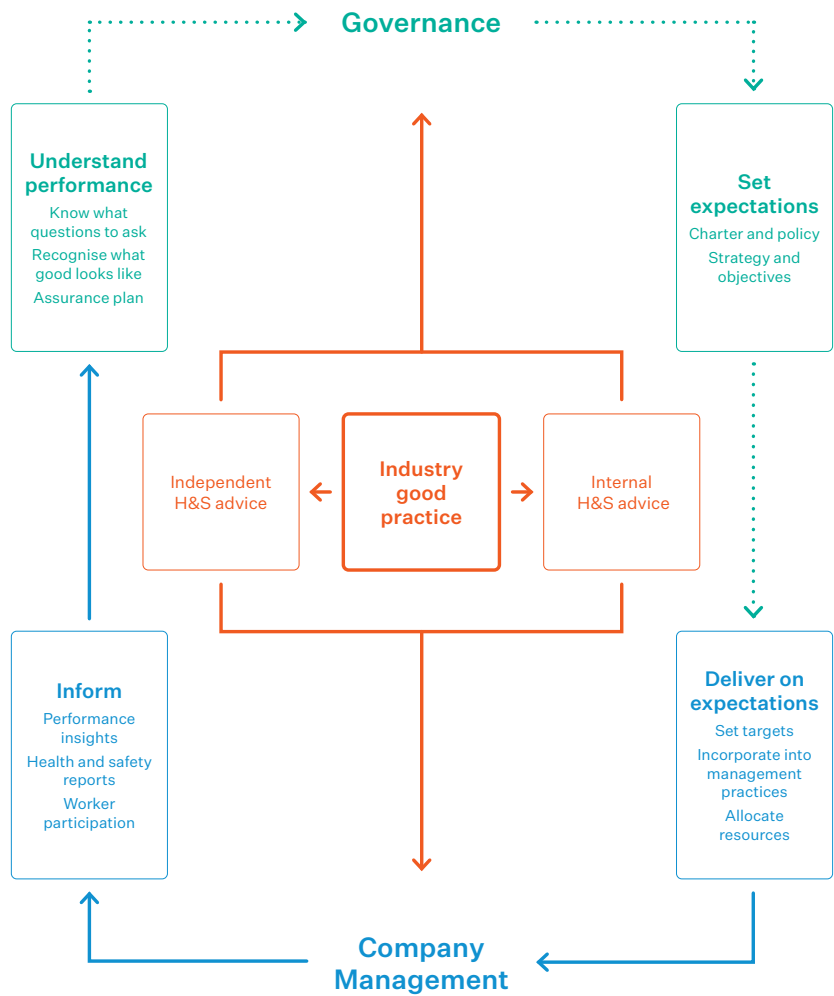 Governance
Understand
performance
Know what
questions to ask
Recognise what
good looks like
Assurance plan
Set
expectations
Charter and policy
Strategy and
objectives
Independent
H&S advice
Industry
good
practice
Internal
H&S advice
Inform
Performance
insights
Health and safety
reports
Worker
participation
Deliver on
expectations
Set targets
Incorporate into
management
practices
Allocate
resources
Company
Management